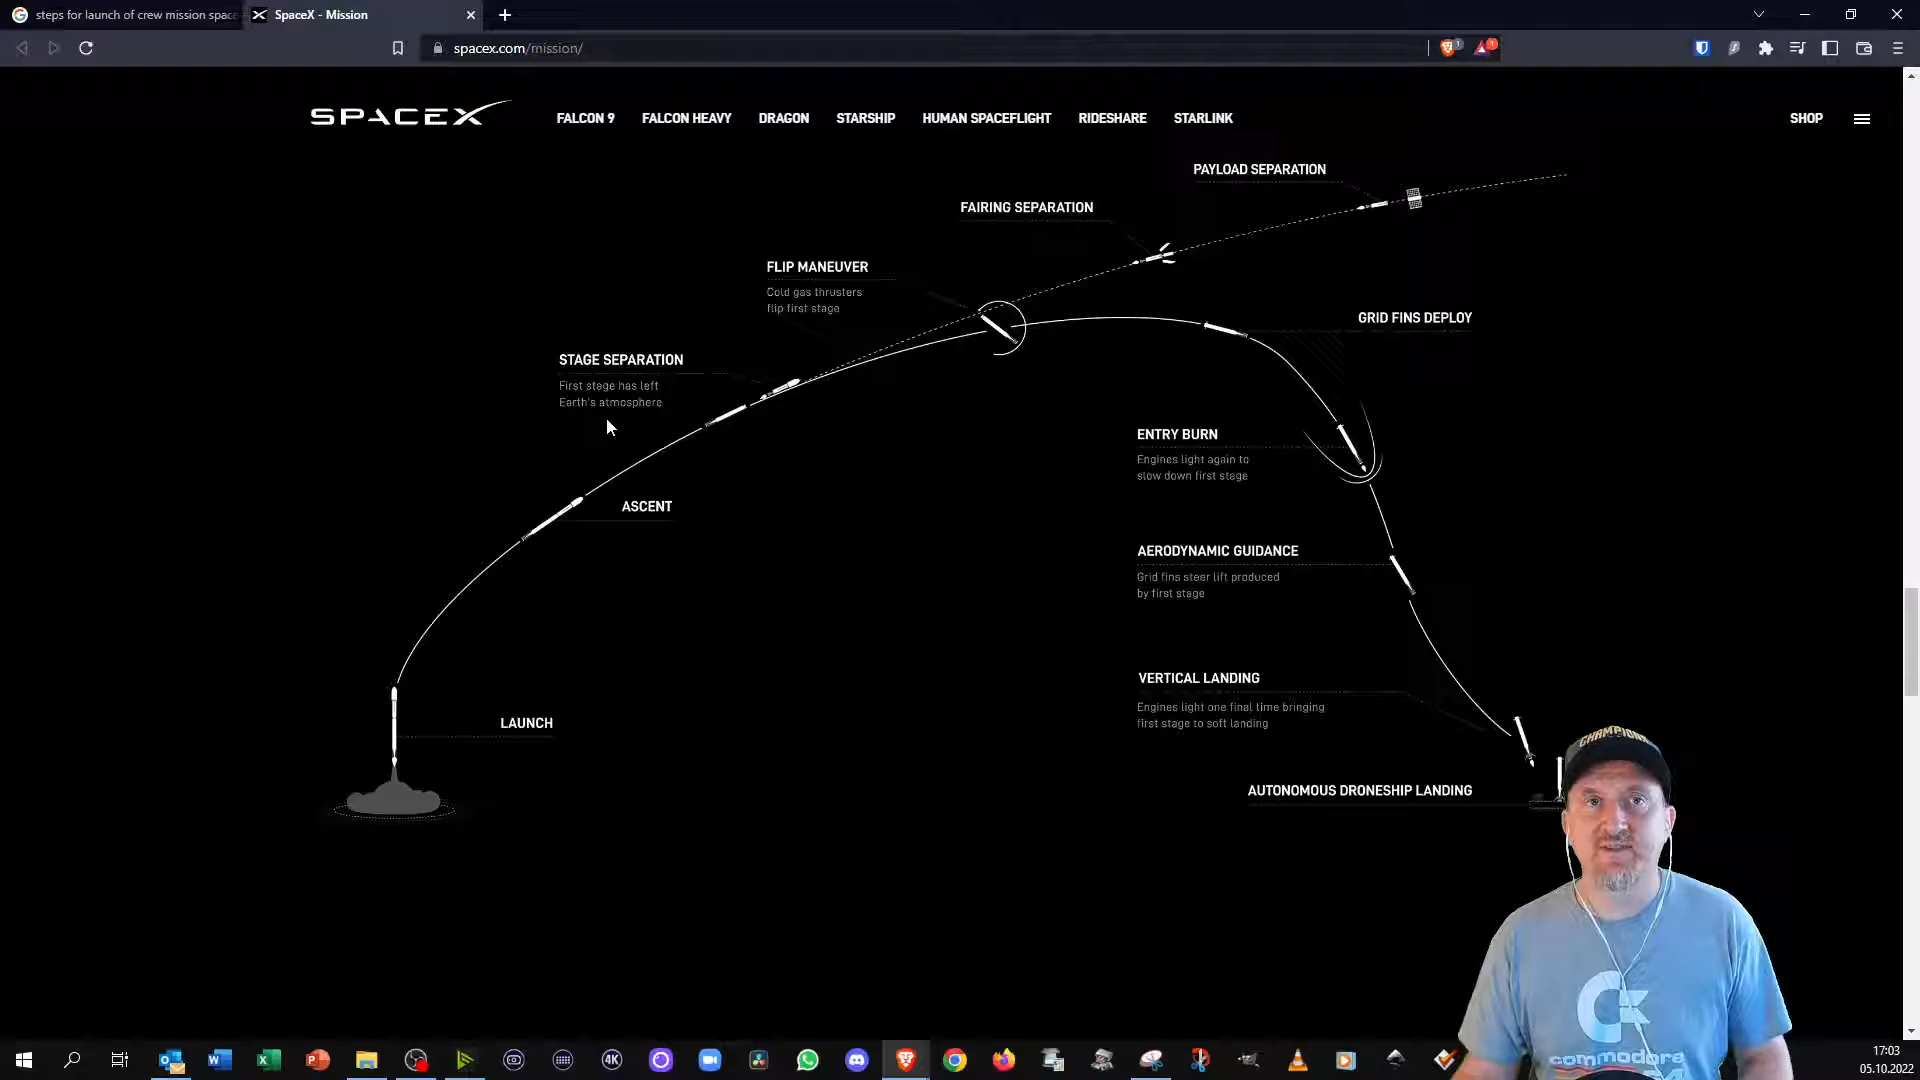 steps for launch of crew mission space
SpaceX - Mission
spacex.com/mission/
1
1
SPACEX
FALCON 9
FALCON HEAVY
DRAGON
STARSHIP
HUMAN SPACEFLIGHT
RIDESHARE
STARLINK
SHOP
PAYLOAD SEPARATION
FAIRING SEPARATION
FLIP MANEUVER
Cold gas thrusters
flip first stage
GRID FINS DEPLOY
STAGE SEPARATION
First stage has left
Earth's atmosphere
ENTRY BURN
Engines light again to
slow down first stage
ASCENT
AERODYNAMIC GUIDANCE
Grid fins steer lift produced
by first stage
VERTICAL LANDING
Engines light one final time bringing
first stage to soft landing
LAUNCH
AUTONOMOUS DRONESHIP LANDING
CHAMPIONS
commodore
4K
17:03
05.10.2022